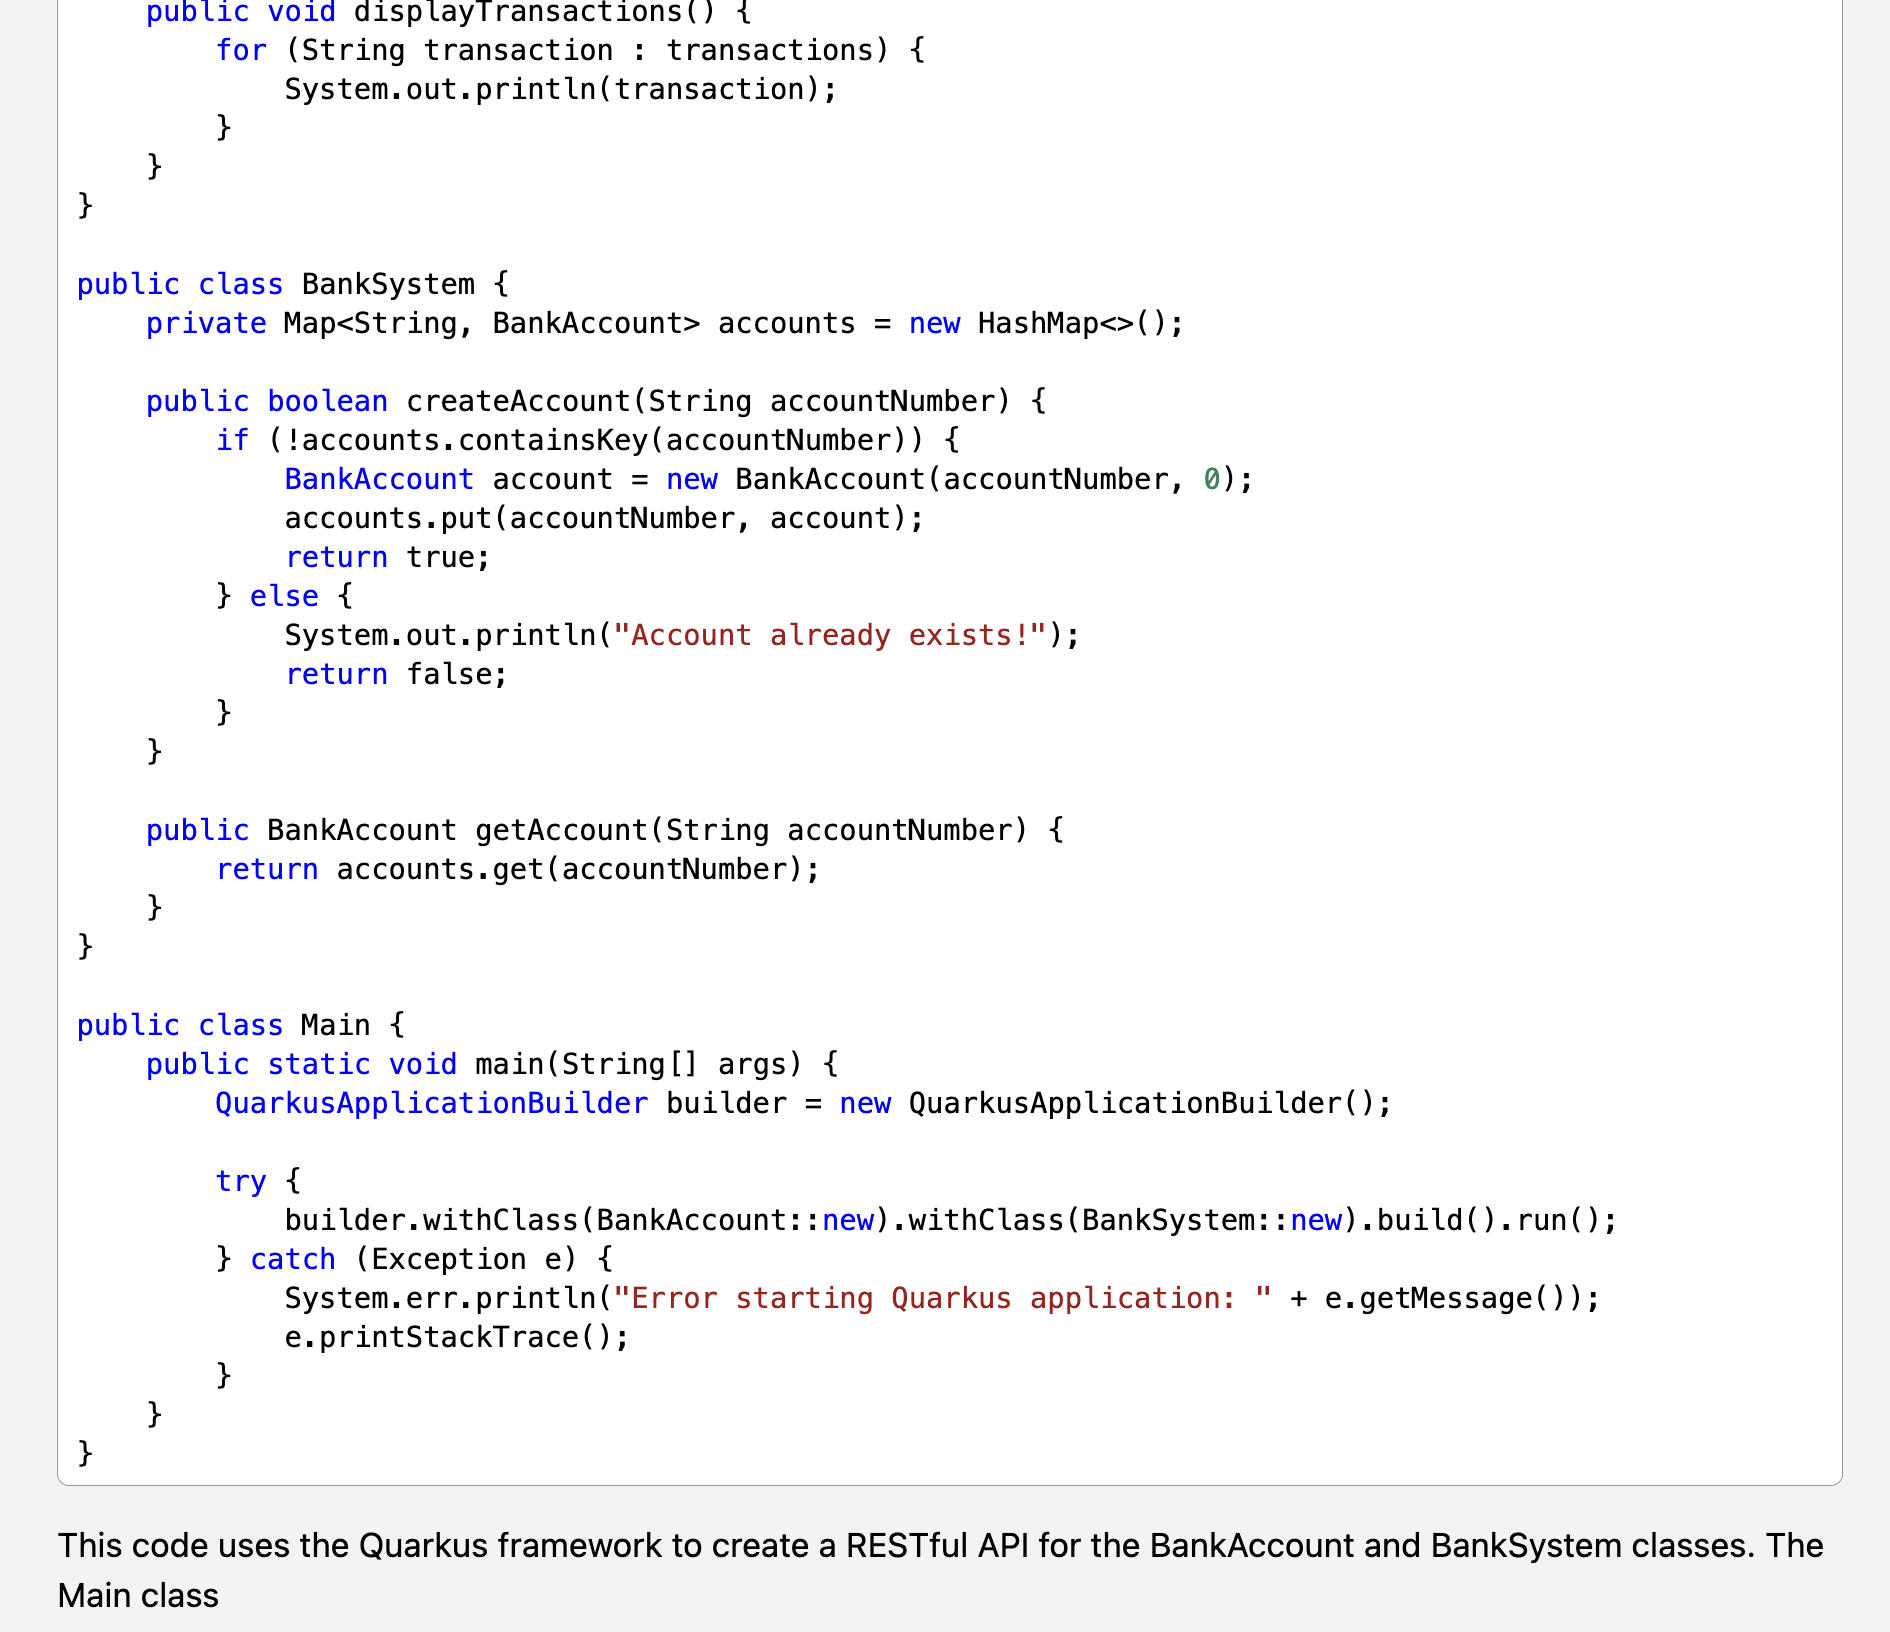 public void displayTransactions() {
for (String transaction : transactions) {
System.out.println(transaction);
}
}
}
public class BankSystem {
private Map<String, BankAccount> accounts = new HashMap<>();
public boolean createAccount(String accountNumber) {
if (!accounts.containsKey(accountNumber)) {
BankAccount account = new BankAccount(accountNumber, 0);
accounts.put(accountNumber, account);
return true;
} else {
System.out.println("Account already exists!");
return false;
}
}
public BankAccount getAccount(String accountNumber) {
return accounts.get(accountNumber);
}
}
public class Main {
public static void main(String[] args) {
QuarkusApplicationBuilder builder = new QuarkusApplicationBuilder();
try {
builder.withClass(BankAccount::new).withClass(BankSystem::new).build().run();
} catch (Exception e) {
System.err.println("Error starting Quarkus application: " + e.getMessage());
e.printStackTrace();
}
}
}
This code uses the Quarkus framework to create a RESTful API for the BankAccount and BankSystem classes. The
Main class